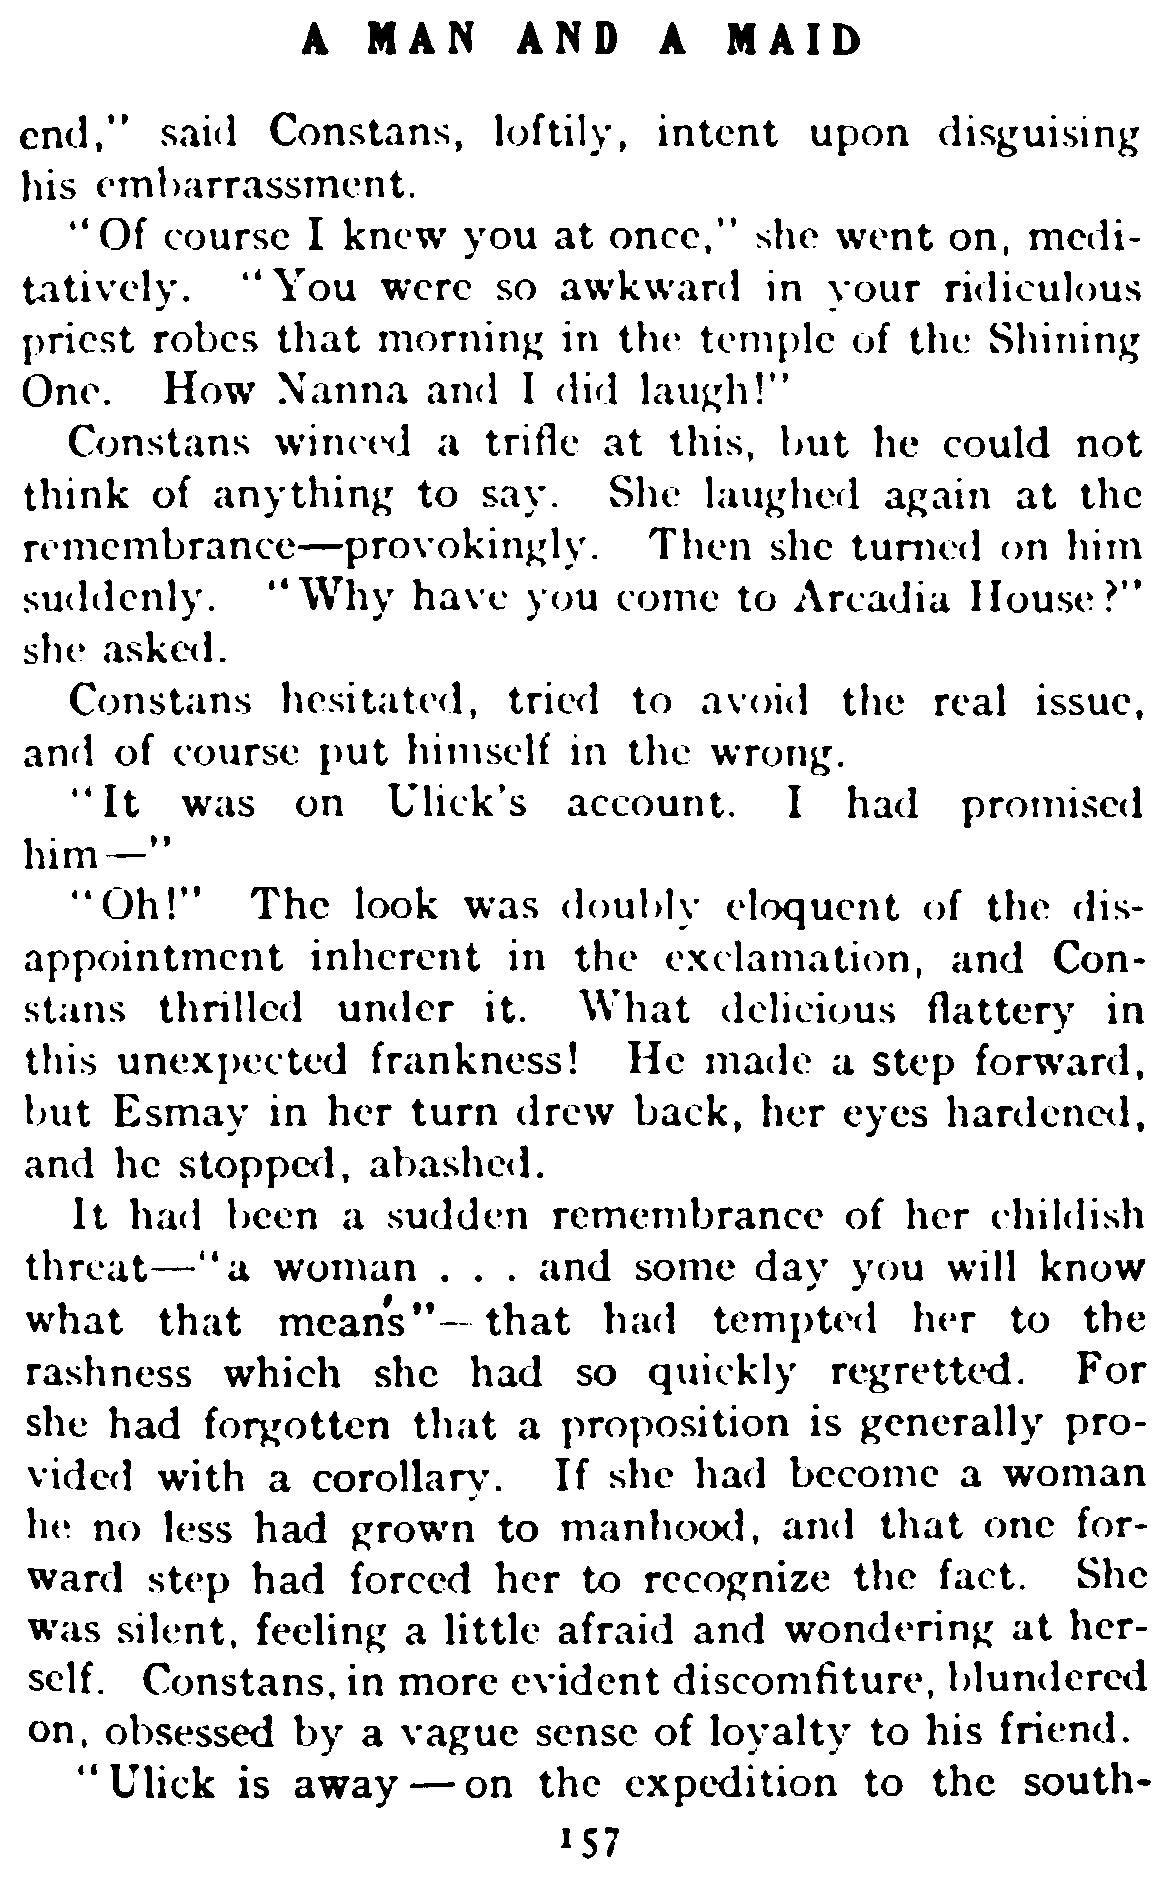 A MAN AND A MAID
end," said Constans, loftily, intent upon disguising
his embarrassment.
"Of course I knew you at once," she went on, medi-
tatively. "You were so awkward in your ridiculous
priest robes that morning in the temple of the Shining
One. How Nanna and I did laugh!"
Constans winced a trifle at this, but he could not
think of anything to say. She laughed again at the
remembrance—provokingly. Then she turned on him
suddenly. "Why have you come to Arcadia House?"
she asked.
Constans hesitated, tried to avoid the real issue,
and of course put himself in the wrong.
"It was on Ulick's account. I had promised
him—"
"Oh!" The look was doubly eloquent of the dis-
appointment inherent in the exclamation, and Con-
stans thrilled under it. What delicious flattery in
this unexpected frankness! He made a step forward,
but Esmay in her turn drew back, her eyes hardened,
and he stopped, abashed.
It had been a sudden remembrance of her childish
threat—"a woman . . . and some day you will know
what that means"—that had tempted her to the
rashness which she had so quickly regretted. For
she had forgotten that a proposition is generally pro-
vided with a corollary. If she had become a woman
he no less had grown to manhood, and that one for-
ward step had forced her to recognize the fact. She
was silent, feeling a little afraid and wondering at her-
self. Constans, in more evident discomfiture, blundered
on, obsessed by a vague sense of loyalty to his friend.
"Ulick is away—on the expedition to the south-
157